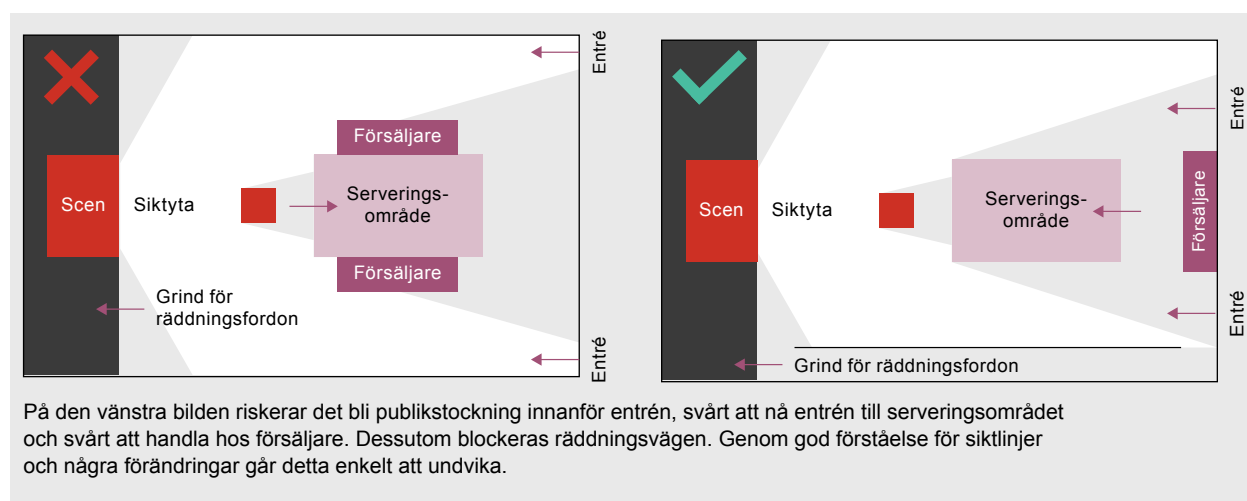 Entré
Försäljare
Scen
Siktyta
Serverings-
område
Försäljare
Grind för
räddningsfordon
Entré
Entré
Scen
Siktyta
Serverings-
område
Försäljare
Entré
Grind för räddningsfordon
På den vänstra bilden riskerar det bli publikstockning innanför entrén, svårt att nå entrén till serveringsområdet
och svårt att handla hos försäljare. Dessutom blockeras räddningsvägen. Genom god förståelse för siktlinjer
och några förändringar går detta enkelt att undvika.